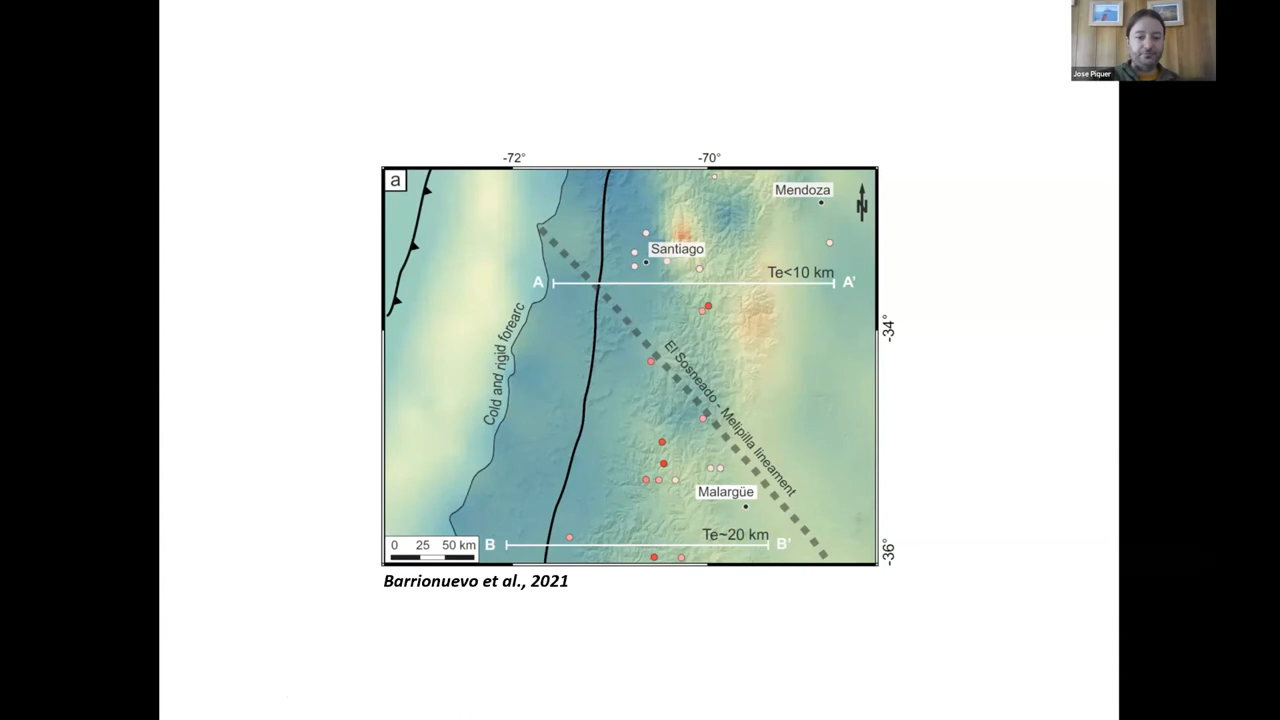 Jose Piquer
-72°
-70°
a
Mendoza
N
Santiago
Te<10 km
A
A'
-34°
Cold and rigid forearc
El Sosneado - Melipilla lineament
Malargüe
Te~20 km
0 25 50 km
B
B'
-36°
Barrionuevo et al., 2021